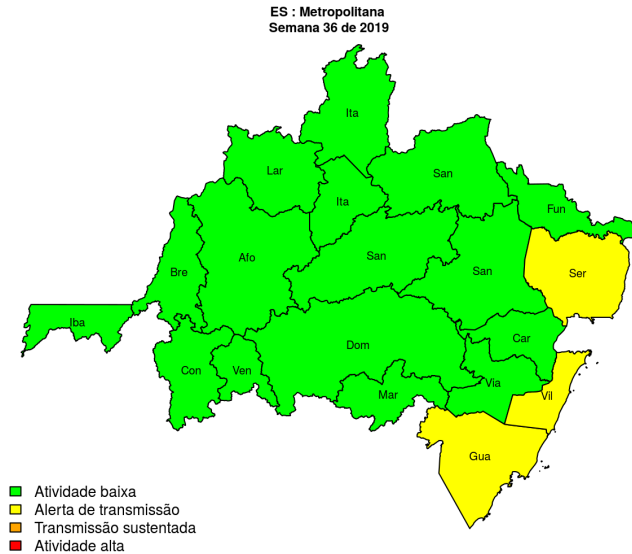 ES : Metropolitana
Semana 36 de 2019
Ita
Lar
San
Ita
Fun
Afo
San
Bre
San
Ser
Iba
Car
Dom
Con
Ven
Via
Mar
Vil
Gua
Atividade baixa
Alerta de transmissão
Transmissão sustentada
Atividade alta